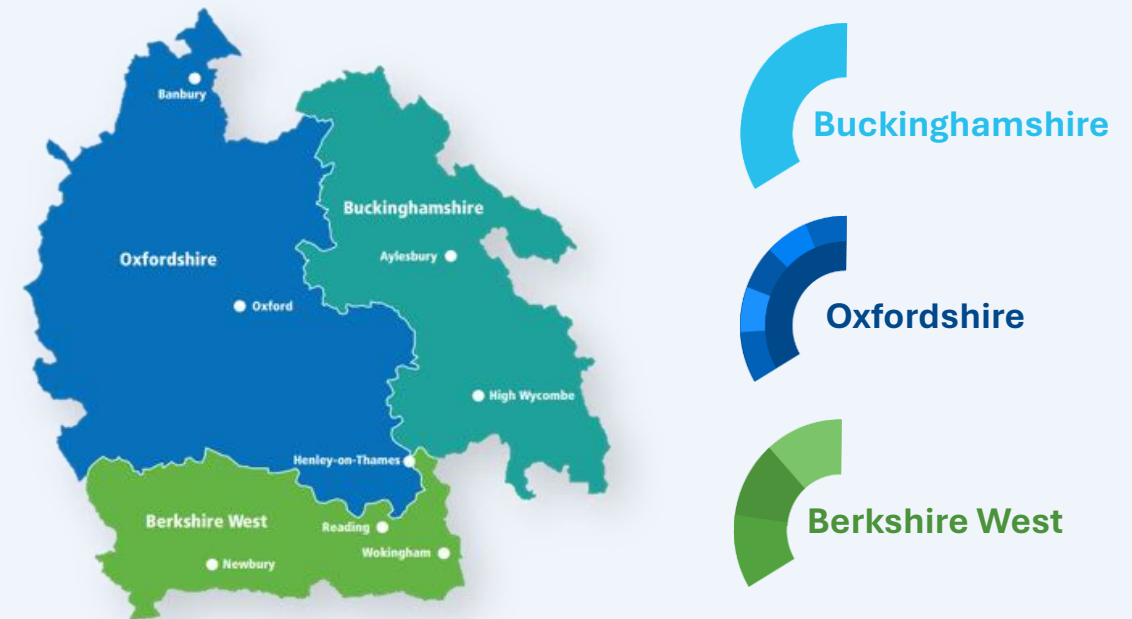 Banbury
Buckinghamshire
Oxfordshire
Aylesbury
Oxford
High Wycombe
Henley-on-Thames
Berkshire West
Reading
Wokingham
Newbury
Buckinghamshire
Oxfordshire
Berkshire West